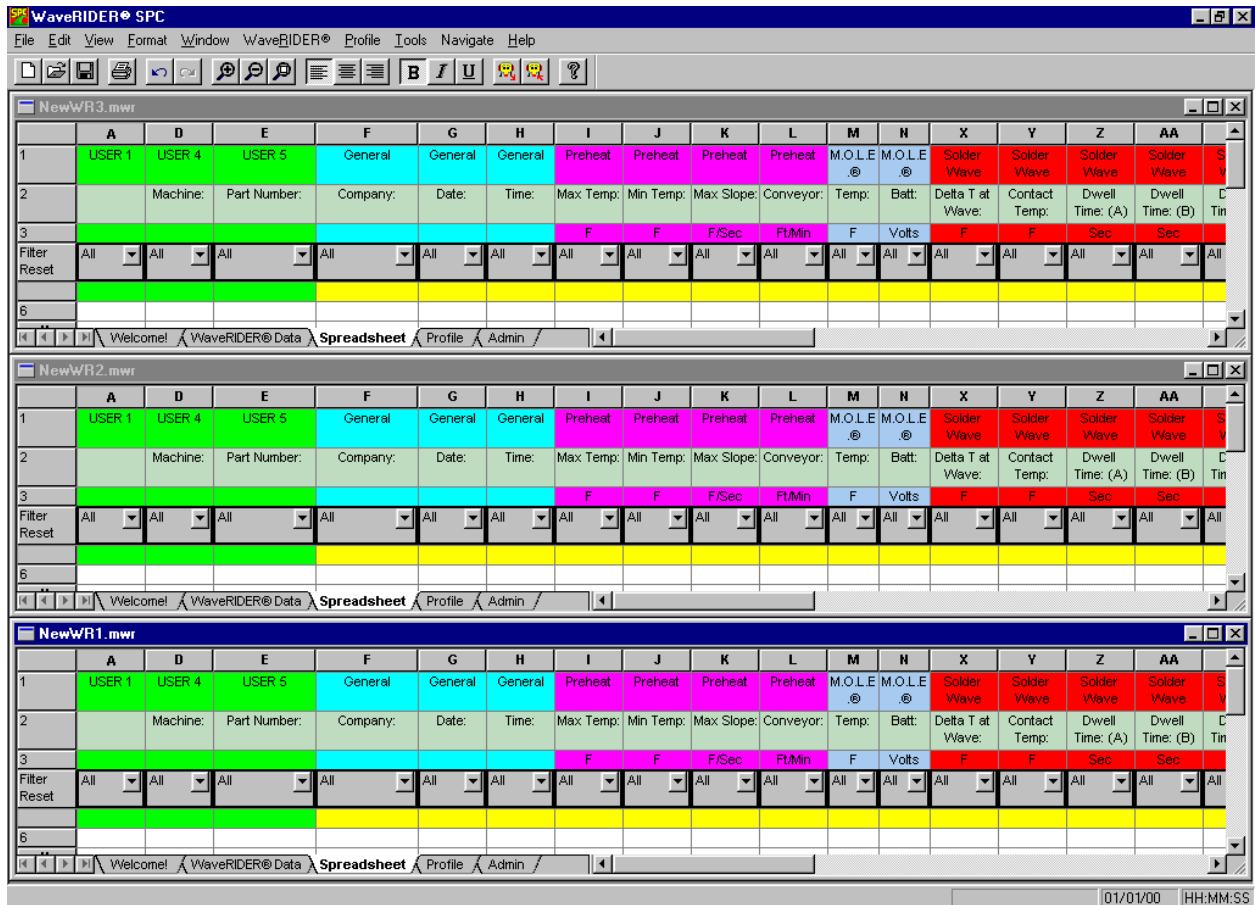 WaveRIDER® SPC
File Edit View Format Window WaveRIDER® Profile Tools Navigate Help
B I U
NewWR3.mwr
A D E F G H I J K L M N X Y Z AA
1 USER 1 USER 4 USER 5 General General General Preheat Preheat Preheat Preheat M.O.L.E M.O.L.E Solder Solder Solder Solder S
.® .® Wave Wave Wave Wave
2 Machine: Part Number: Company: Date: Time: Max Temp: Min Temp: Max Slope: Conveyor: Temp: Batt: Delta T at Contact Dwell Dwell
Wave: Temp: Time: (A) Time: (B) Tin
3 F F F/Sec Ft/Min F Volts F F Sec Sec
Filter All All All All All All All All All All All All All All All All All
Reset
6
Welcome! WaveRIDER® Data Spreadsheet Profile Admin
NewWR2.mwr
A D E F G H I J K L M N X Y Z AA
1 USER 1 USER 4 USER 5 General General General Preheat Preheat Preheat Preheat M.O.L.E M.O.L.E Solder Solder Solder Solder S
.® .® Wave Wave Wave Wave
2 Machine: Part Number: Company: Date: Time: Max Temp: Min Temp: Max Slope: Conveyor: Temp: Batt: Delta T at Contact Dwell Dwell
Wave: Temp: Time: (A) Time: (B) Tin
3 F F F/Sec Ft/Min F Volts F F Sec Sec
Filter All All All All All All All All All All All All All All All All All
Reset
6
Welcome! WaveRIDER® Data Spreadsheet Profile Admin
NewWR1.mwr
A D E F G H I J K L M N X Y Z AA
1 USER 1 USER 4 USER 5 General General General Preheat Preheat Preheat Preheat M.O.L.E M.O.L.E Solder Solder Solder Solder S
.® .® Wave Wave Wave Wave
2 Machine: Part Number: Company: Date: Time: Max Temp: Min Temp: Max Slope: Conveyor: Temp: Batt: Delta T at Contact Dwell Dwell
Wave: Temp: Time: (A) Time: (B) Tin
3 F F F/Sec Ft/Min F Volts F F Sec Sec
Filter All All All All All All All All All All All All All All All All All
Reset
6
Welcome! WaveRIDER® Data Spreadsheet Profile Admin
01/01/00 HH:MM:SS